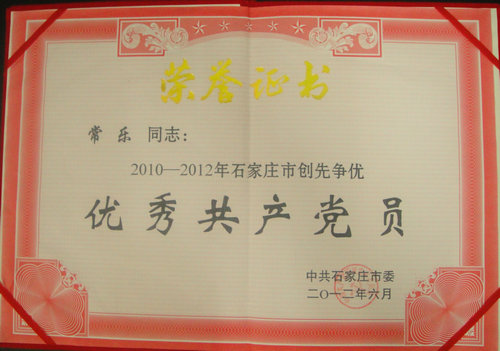 荣誉证书
常乐 同志：
2010—2012年石家庄市创先争优
优秀共产党员
中共石家庄市委
二〇一二年六月